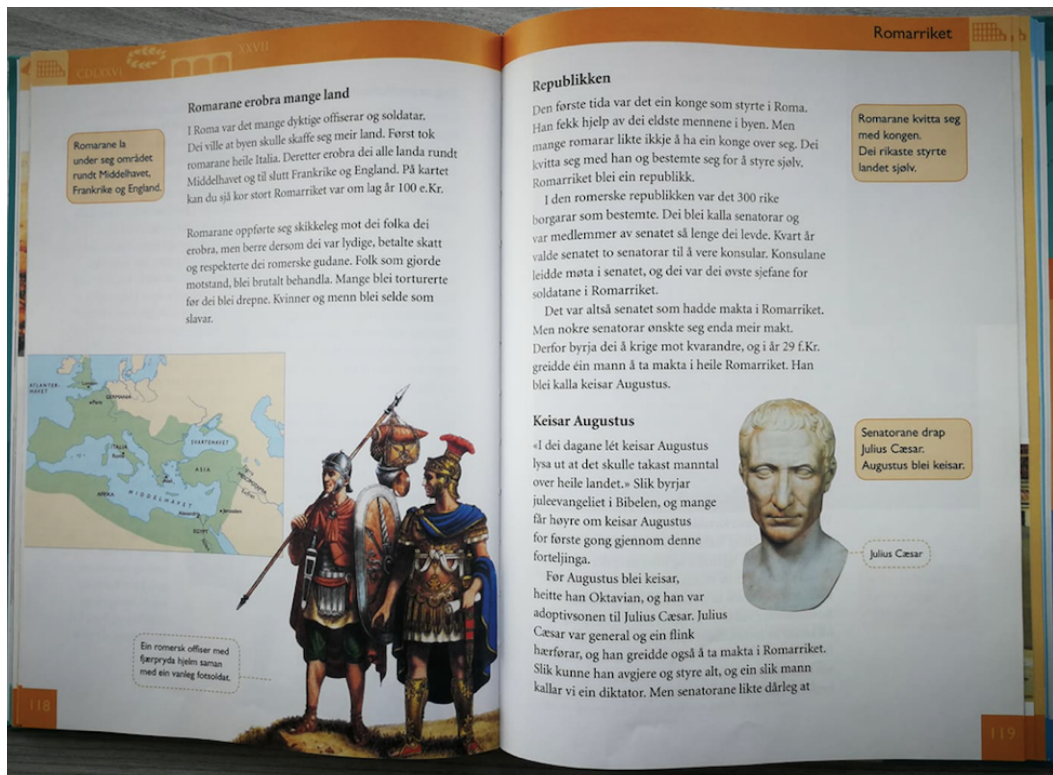 CDLXXVI
XXVII
Romarane erobra mange land
I Roma var det mange dyktige offiserar og soldatar.
Dei ville at byen skulle skaffe seg meir land. Først tok
romarane heile Italia. Deretter erobra dei alle landa rundt
Middelhavet og til slutt Frankrike og England. På kartet
kan du sjå kor stort Romarriket var om lag år 100 e.Kr.
Romarane oppførte seg skikkeleg mot dei folka dei
erobra, men berre dersom dei var lydige, betalte skatt
og respekterte dei romerske gudane. Folk som gjorde
motstand, blei brutalt behandla. Mange blei torturerte
før dei blei drepne. Kvinner og menn blei selde som
slavar.
Romarane la
under seg området
rundt Middelhavet,
Frankrike og England.
ATLANTER-
HAVET
London
Paris
GERMANIA
ITALIA
Roma
SVARTEHAVET
ASIA
AFRIKA
MIDDELHAVET
Alexandria
Jerusalem
EGYPT
Ein romersk offiser med
fjærpryda hjelm saman
med ein vanleg fotsoldat.
118
Romarriket
Republikken
Den første tida var det ein konge som styrte i Roma.
Han fekk hjelp av dei eldste mennene i byen. Men
mange romarar likte ikkje å ha ein konge over seg. Dei
kvitta seg med han og bestemte seg for å styre sjølv.
Romarriket blei ein republikk.
I den romerske republikken var det 300 rike
borgarar som bestemte. Dei blei kalla senatorar og
var medlemmer av senatet så lenge dei levde. Kvart år
valde senatet to senatorar til å vere konsular. Konsulane
leidde møta i senatet, og dei var dei øvste sjefane for
soldatane i Romarriket.
Det var altså senatet som hadde makta i Romarriket.
Men nokre senatorar ønskte seg enda meir makt.
Derfor byrja dei å krige mot kvarandre, og i år 29 f.Kr.
greidde éin mann å ta makta i heile Romarriket. Han
blei kalla keisar Augustus.
Romarane kvitta seg
med kongen.
Dei rikaste styrte
landet sjølv.
Keisar Augustus
«I dei dagane lét keisar Augustus
lysa ut at det skulle takast manntal
over heile landet.» Slik byrjar
juleevangeliet i Bibelen, og mange
får høyre om keisar Augustus
for første gong gjennom denne
forteljinga.
Før Augustus blei keisar,
heitte han Oktavian, og han var
adoptivsonen til Julius Cæsar. Julius
Cæsar var general og ein flink
hærførar, og han greidde også å ta makta i Romarriket.
Slik kunne han avgjere og styre alt, og ein slik mann
kallar vi ein diktator. Men senatorane likte dårleg at
Senatorane drap
Julius Cæsar.
Augustus blei keisar.
Julius Cæsar
119